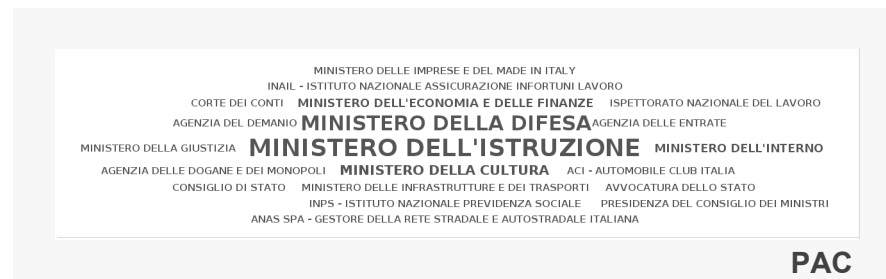 MINISTERO DELLE IMPRESE E DEL MADE IN ITALY
INAIL - ISTITUTO NAZIONALE ASSICURAZIONE INFORTUNI LAVORO
CORTE DEI CONTI MINISTERO DELL'ECONOMIA E DELLE FINANZE ISPETTORATO NAZIONALE DEL LAVORO
AGENZIA DEL DEMANIO MINISTERO DELLA DIFESA AGENZIA DELLE ENTRATE
MINISTERO DELLA GIUSTIZIA MINISTERO DELL'ISTRUZIONE MINISTERO DELL'INTERNO
AGENZIA DELLE DOGANE E DEI MONOPOLI MINISTERO DELLA CULTURA ACI - AUTOMOBILE CLUB ITALIA
CONSIGLIO DI STATO MINISTERO DELLE INFRASTRUTTURE E DEI TRASPORTI AVVOCATURA DELLO STATO
INPS - ISTITUTO NAZIONALE PREVIDENZA SOCIALE PRESIDENZA DEL CONSIGLIO DEI MINISTRI
ANAS SPA - GESTORE DELLA RETE STRADALE E AUTOSTRADALE ITALIANA
PAC